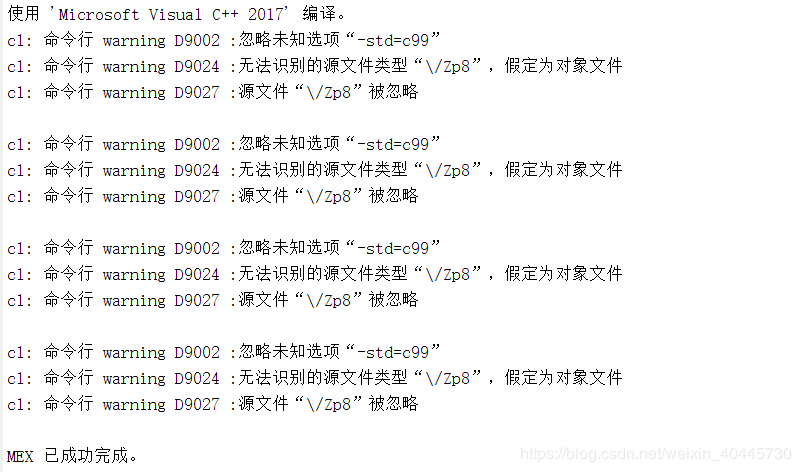 使用 'Microsoft Visual C++ 2017' 编译。
cl: 命令行 warning D9002 :忽略未知选项“-std=c99”
cl: 命令行 warning D9024 :无法识别的源文件类型“\/Zp8”，假定为对象文件
cl: 命令行 warning D9027 :源文件“\/Zp8”被忽略
cl: 命令行 warning D9002 :忽略未知选项“-std=c99”
cl: 命令行 warning D9024 :无法识别的源文件类型“\/Zp8”，假定为对象文件
cl: 命令行 warning D9027 :源文件“\/Zp8”被忽略
cl: 命令行 warning D9002 :忽略未知选项“-std=c99”
cl: 命令行 warning D9024 :无法识别的源文件类型“\/Zp8”，假定为对象文件
cl: 命令行 warning D9027 :源文件“\/Zp8”被忽略
cl: 命令行 warning D9002 :忽略未知选项“-std=c99”
cl: 命令行 warning D9024 :无法识别的源文件类型“\/Zp8”，假定为对象文件
cl: 命令行 warning D9027 :源文件“\/Zp8”被忽略
MEX 已成功完成。
https://blog.csdn.net/weixin_40445730